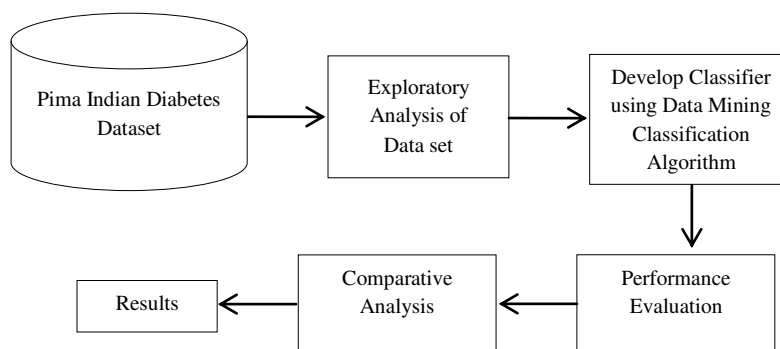 Pima Indian Diabetes
Dataset
Exploratory
Analysis of
Data set
Develop Classifier
using Data Mining
Classification
Algorithm
Performance
Evaluation
Comparative
Analysis
Results